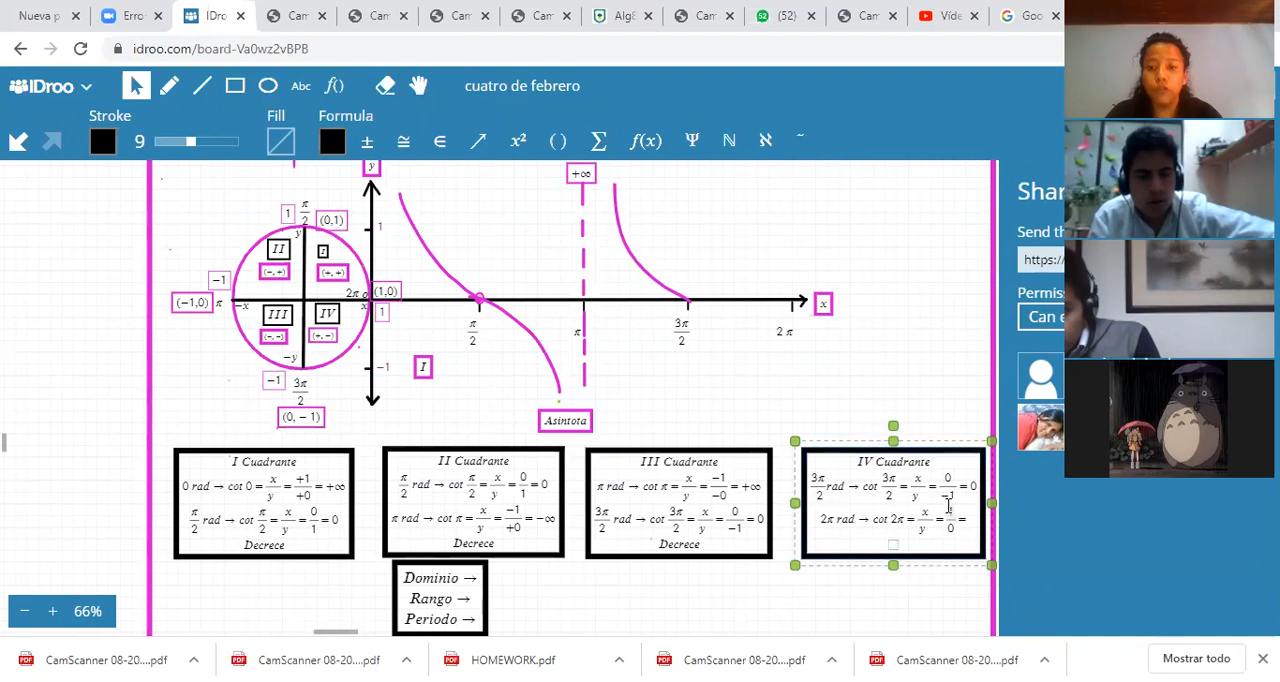 Nueva p
Erro
IDro
Cam
Cam
Cam
Cam
AlgB
Cam
(52)
Cam
Víde
Goo
idroo.com/board-Va0wz2vBPB
IDroo
Abc
f()
cuatro de febrero
Stroke
Fill
Formula
9
± ≅ ∈ x² ( ) ∑ f(x) Ψ ℕ ℵ ~
Shar
Send th
https:/
Permis
Can e
y
+∞
1
π/2
(0,1)
1
y
II
I
(−,+)
(+,+)
−1
(−1,0)
π
−x
2π
0
x
(1,0)
1
x
III
IV
(−,−)
(+,−)
−y
−1
3π/2
(0,−1)
π/2
π
3π/2
2π
−1
I
Asintota
I Cuadrante
0 rad → cot 0 = x/y = +1/+0 = +∞
π/2 rad → cot π/2 = x/y = 0/1 = 0
Decrece
II Cuadrante
π/2 rad → cot π/2 = x/y = 0/1 = 0
π rad → cot π = x/y = −1/+0 = −∞
Decrece
III Cuadrante
π rad → cot π = x/y = −1/−0 = +∞
3π/2 rad → cot 3π/2 = x/y = 0/−1 = 0
Decrece
IV Cuadrante
3π/2 rad → cot 3π/2 = x/y = 0/−1 = 0
2π rad → cot 2π = x/y = 1/0 =
Dominio →
Rango →
Periodo →
− + 66%
CamScanner 08-20....pdf
CamScanner 08-20....pdf
HOMEWORK.pdf
CamScanner 08-20....pdf
CamScanner 08-20....pdf
Mostrar todo